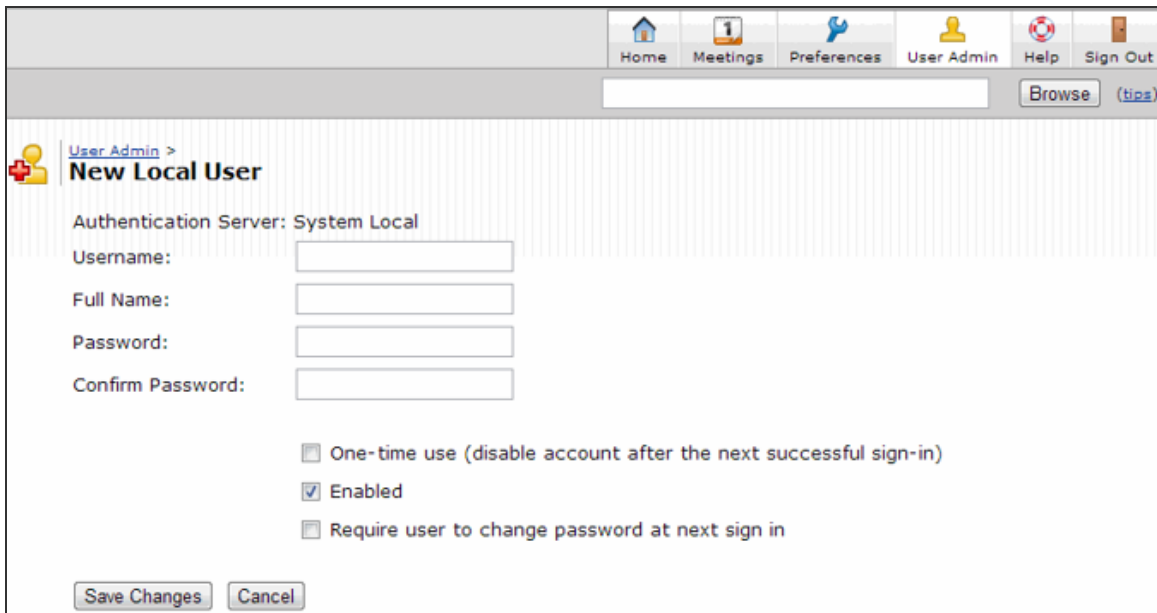 1
Home Meetings Preferences User Admin Help Sign Out
Browse (tips)
User Admin >
New Local User
Authentication Server: System Local
Username:
Full Name:
Password:
Confirm Password:
One-time use (disable account after the next successful sign-in)
Enabled
Require user to change password at next sign in
Save Changes Cancel